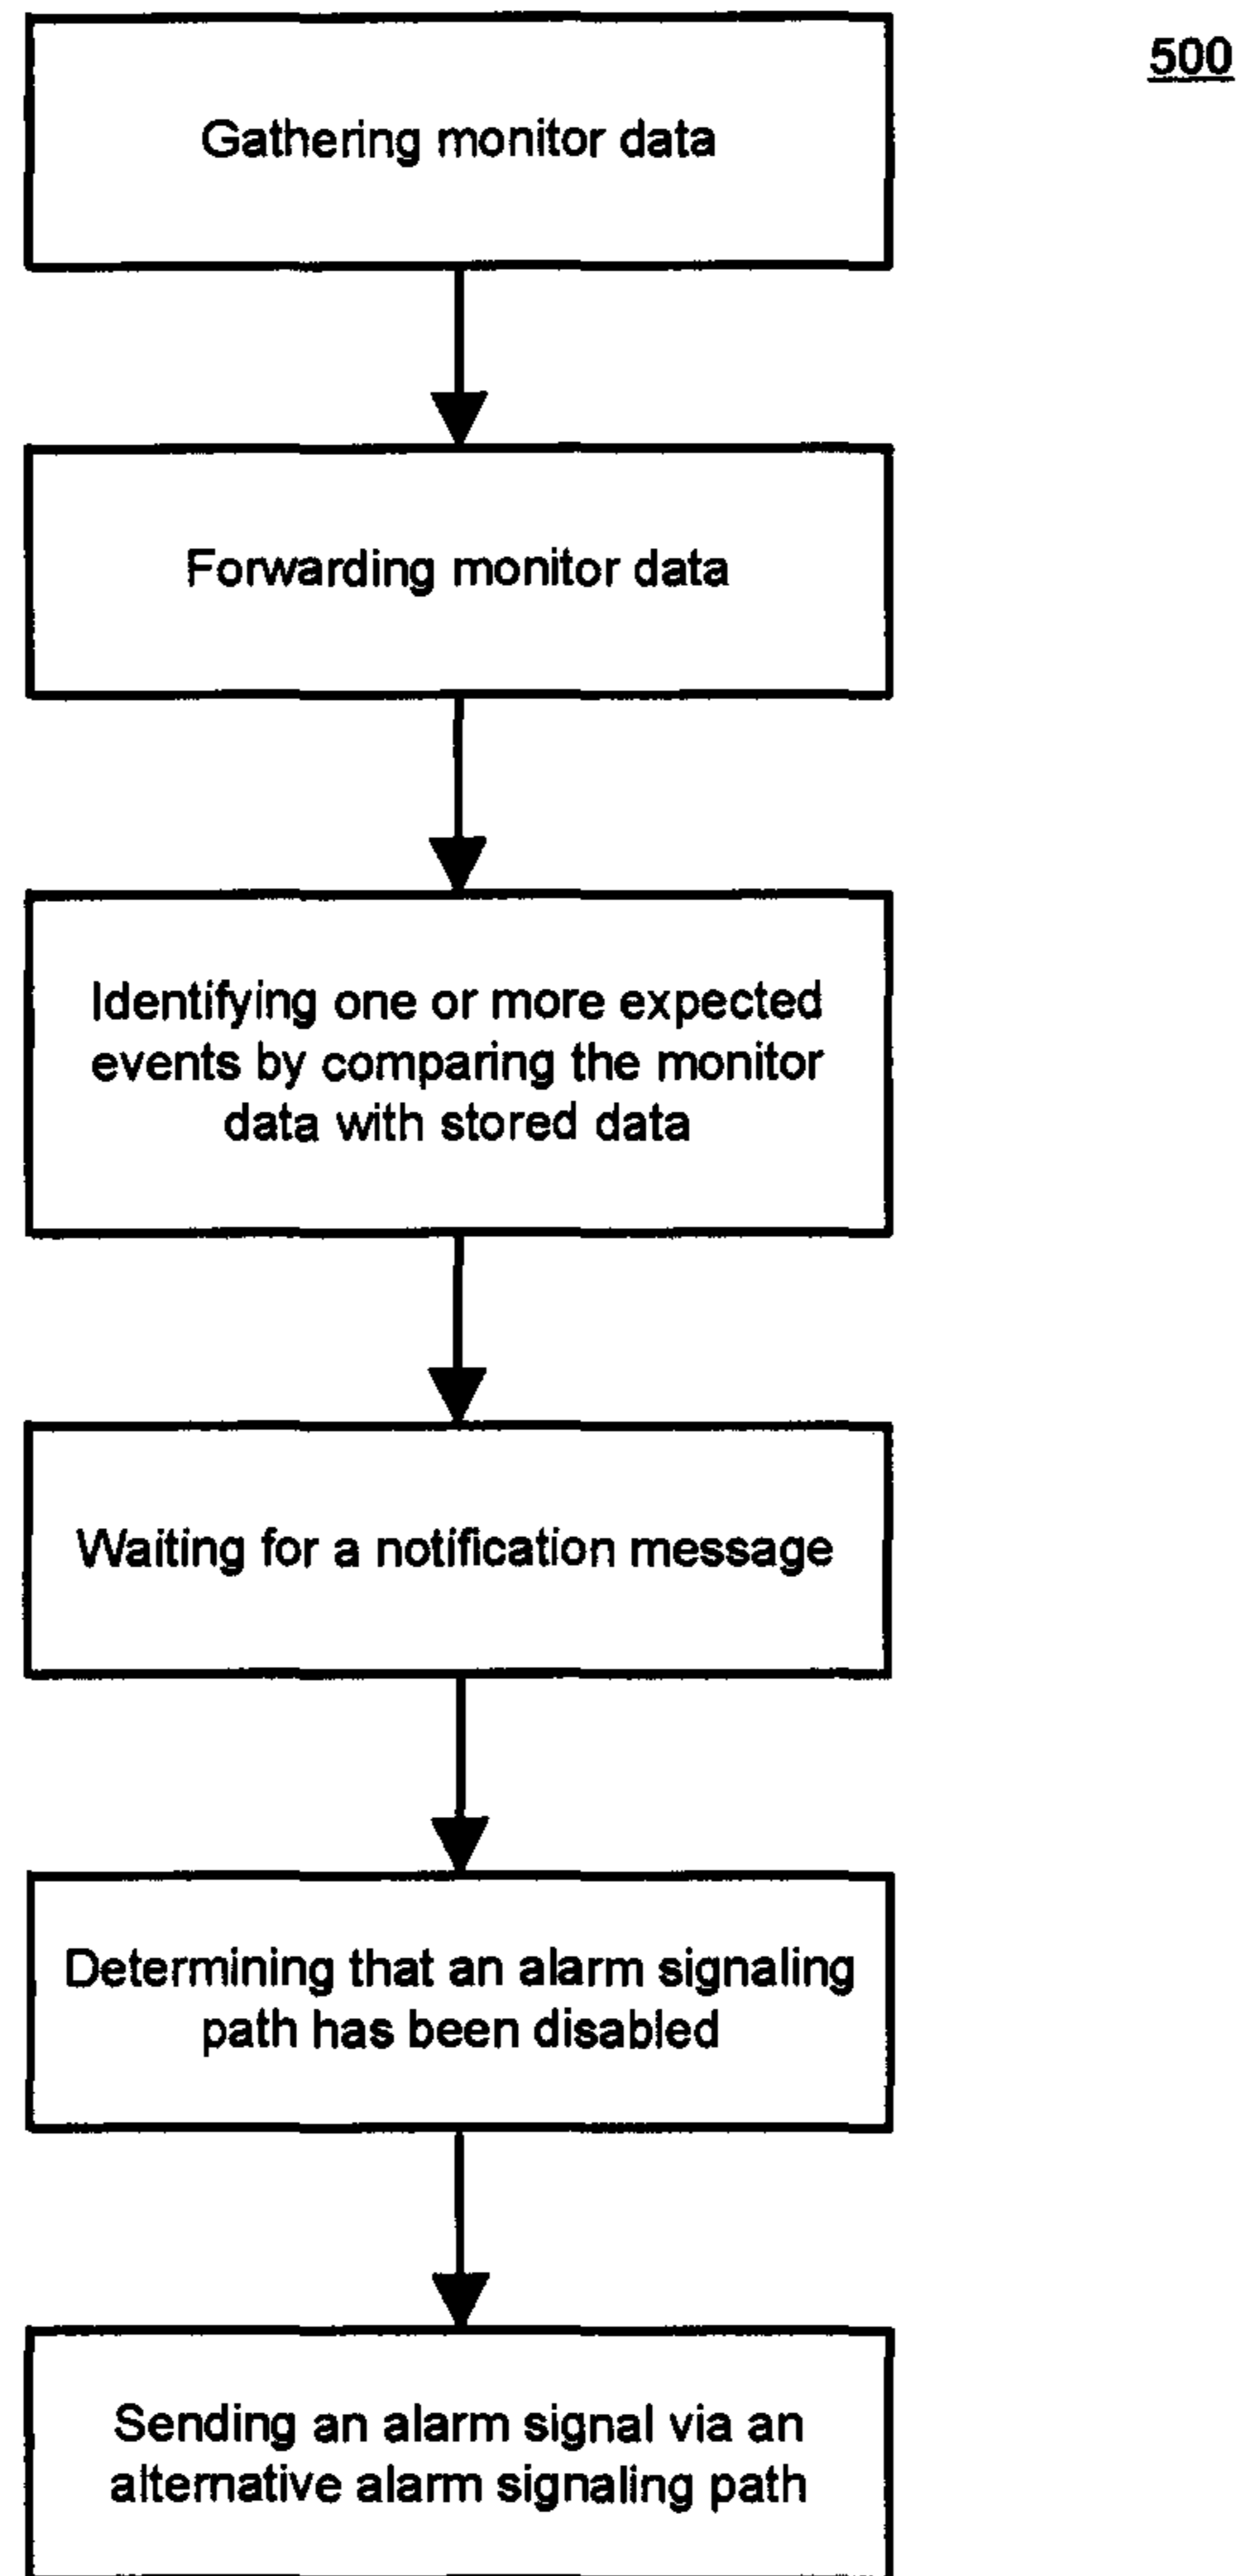 500
Gathering monitor data
Forwarding monitor data
Identifying one or more expected
events by comparing the monitor
data with stored data
Waiting for a notification message
Determining that an alarm signaling
path has been disabled
Sending an alarm signal via an
alternative alarm signaling path